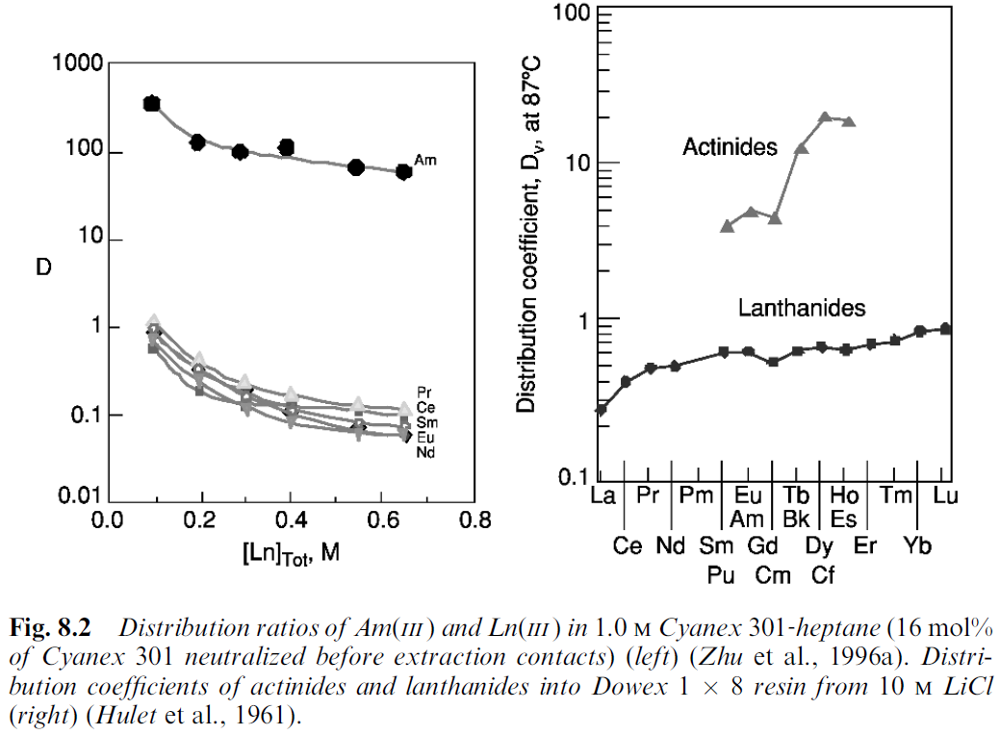 1000
100
10
1
0.1
0.01
D
0.0
0.2
0.4
0.6
0.8
[Ln]Tot, M
Am
Pr
Ce
Sm
Eu
Nd
100
10
1
0.1
Distribution coefficient, Dv, at 87ºC
Actinides
Lanthanides
La Pr Pm Eu Tb Ho Tm Lu
Am Bk Es
Ce Nd Sm Gd Dy Er Yb
Pu Cm Cf
Fig. 8.2 Distribution ratios of Am(III) and Ln(III) in 1.0 M Cyanex 301-heptane (16 mol%
of Cyanex 301 neutralized before extraction contacts) (left) (Zhu et al., 1996a). Distri-
bution coefficients of actinides and lanthanides into Dowex 1 × 8 resin from 10 M LiCl
(right) (Hulet et al., 1961).